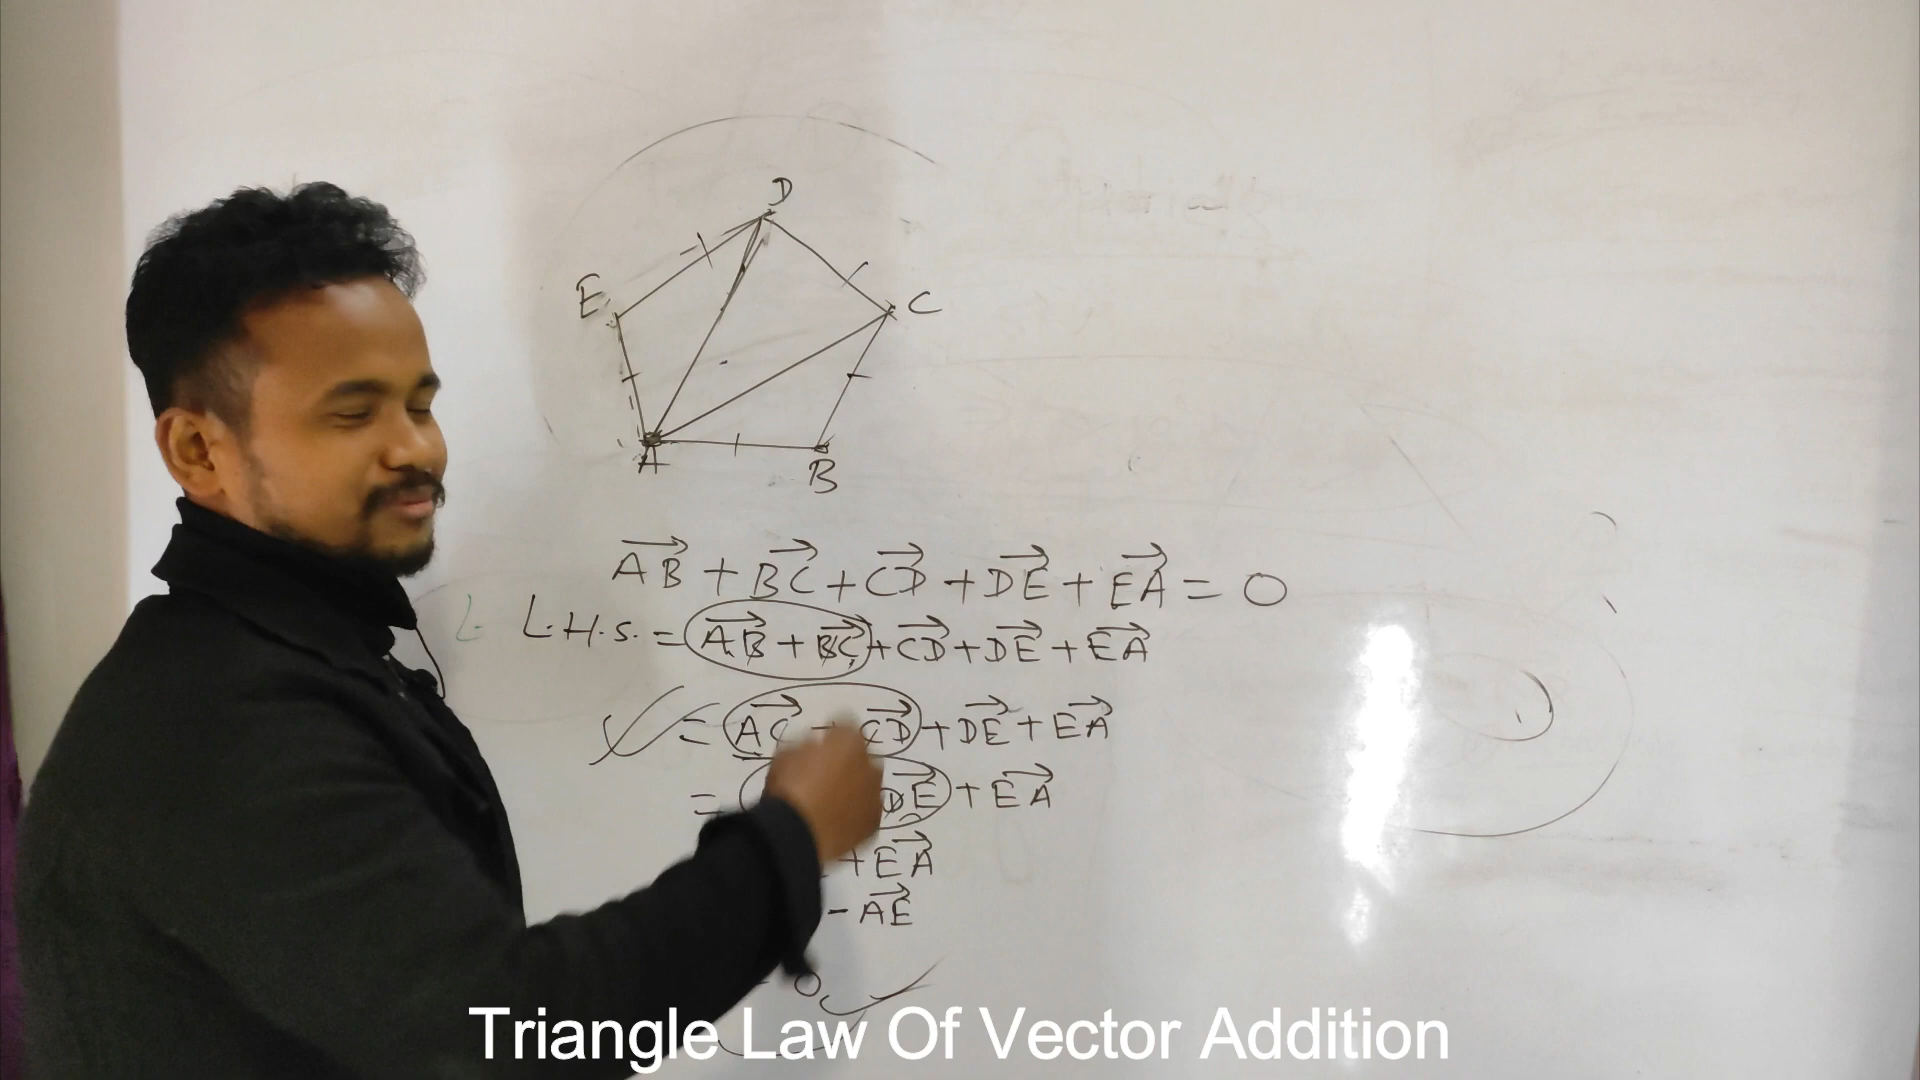 D
E
C
A
B
AB + BC + CD + DE + EA = 0
L.H.S. = AB + BC + CD + DE + EA
= AC + CD + DE + EA
= DE + EA
+ EA
- AE
0
Triangle Law Of Vector Addition